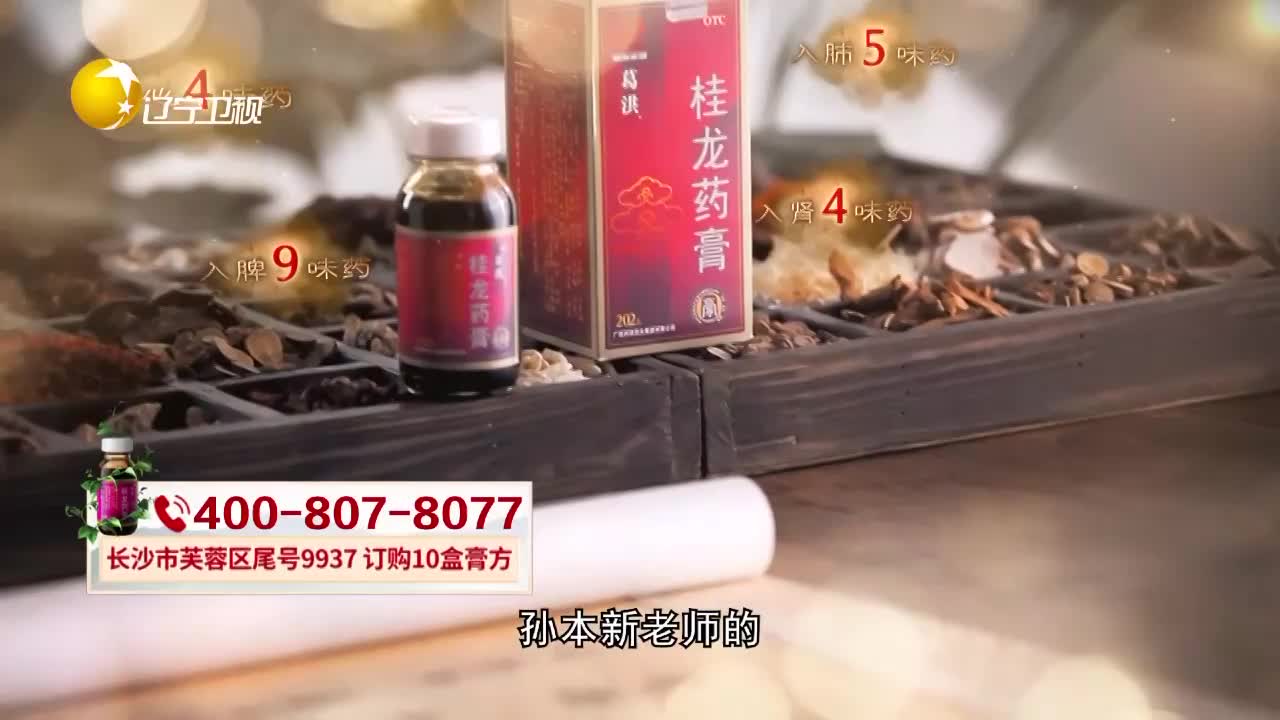 辽宁卫视
4味药
入肺5味药
入肾4味药
入脾9味药
OTC
葛洪
桂龙药膏
202g
桂龙药膏
400-807-8077
长沙市芙蓉区尾号9937 订购10盒膏方
孙本新老师的